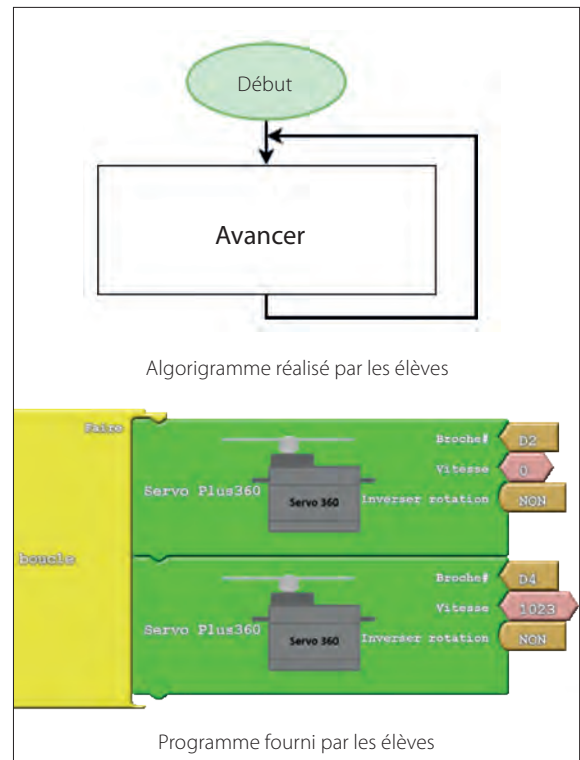 Début
Avancer
Algorigramme réalisé par les élèves
Faire
boucle
Servo Plus360
Servo 360
Broche#
D2
Vitesse
0
Inverser rotation
NON
Servo Plus360
Servo 360
Broche#
D4
Vitesse
1023
Inverser rotation
NON
Programme fourni par les élèves